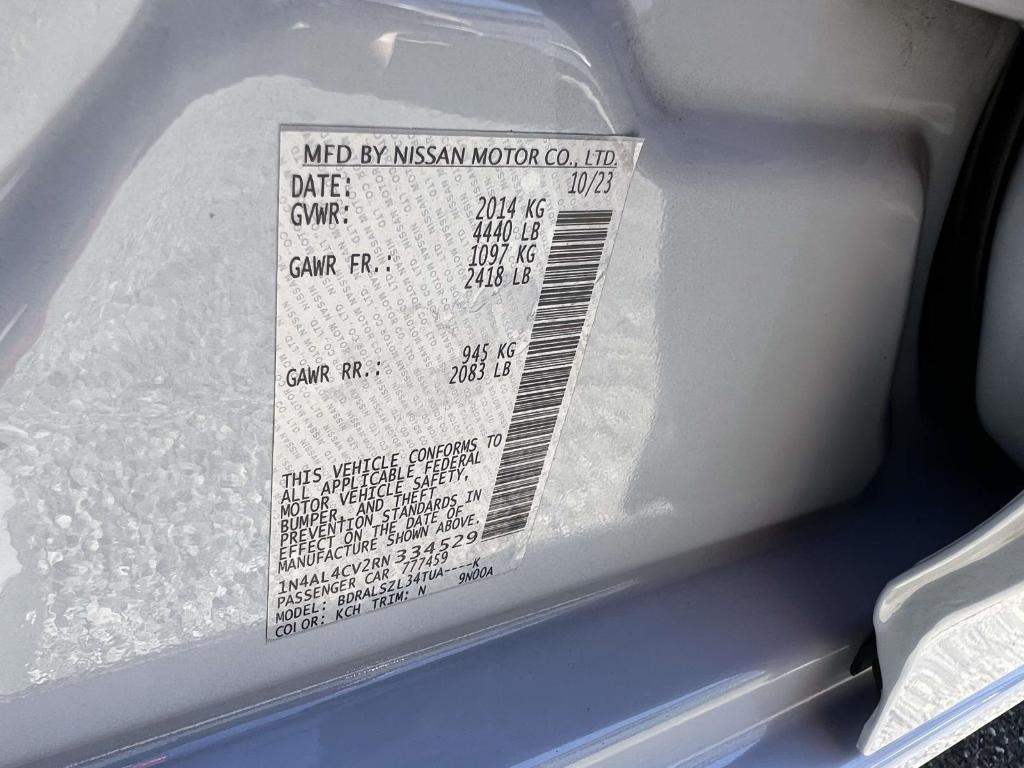 MFD BY NISSAN MOTOR CO., LTD.
DATE: 10/23
GVWR: 2014 KG
4440 LB
GAWR FR.: 1097 KG
2418 LB
GAWR RR.: 945 KG
2083 LB
THIS VEHICLE CONFORMS TO
ALL APPLICABLE FEDERAL
MOTOR VEHICLE SAFETY,
BUMPER, AND THEFT
PREVENTION STANDARDS IN
EFFECT ON THE DATE OF
MANUFACTURE SHOWN ABOVE.
1N4AL4CV2RN334529
PASSENGER CAR 777459
MODEL: BDRALSZL34TUA----K
COLOR: KCH TRIM: N 9N00A